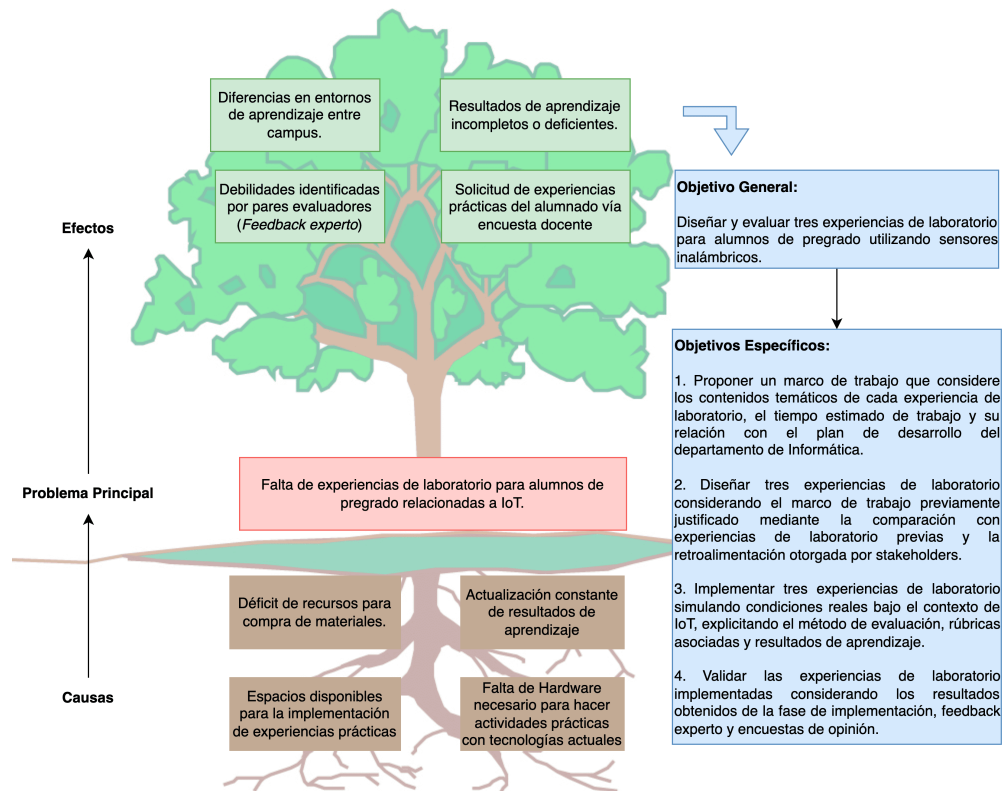 Diferencias en entornos
de aprendizaje entre
campus.
Resultados de aprendizaje
incompletos o deficientes.
Debilidades identificadas
por pares evaluadores
(Feedback experto)
Solicitud de experiencias
prácticas del alumnado vía
encuesta docente
Efectos
Problema Principal
Causas
Falta de experiencias de laboratorio para alumnos de
pregrado relacionadas a IoT.
Déficit de recursos para
compra de materiales.
Actualización constante
de resultados de
aprendizaje
Espacios disponibles
para la implementación
de experiencias prácticas
Falta de Hardware
necesario para hacer
actividades prácticas
con tecnologías actuales
Objetivo General:
Diseñar y evaluar tres experiencias de laboratorio
para alumnos de pregrado utilizando sensores
inalámbricos.
Objetivos Específicos:
1. Proponer un marco de trabajo que considere
los contenidos temáticos de cada experiencia de
laboratorio, el tiempo estimado de trabajo y su
relación con el plan de desarrollo del
departamento de Informática.
2. Diseñar tres experiencias de laboratorio
considerando el marco de trabajo previamente
justificado mediante la comparación con
experiencias de laboratorio previas y la
retroalimentación otorgada por stakeholders.
3. Implementar tres experiencias de laboratorio
simulando condiciones reales bajo el contexto de
IoT, explicitando el método de evaluación, rúbricas
asociadas y resultados de aprendizaje.
4. Validar las experiencias de laboratorio
implementadas considerando los resultados
obtenidos de la fase de implementación, feedback
experto y encuestas de opinión.